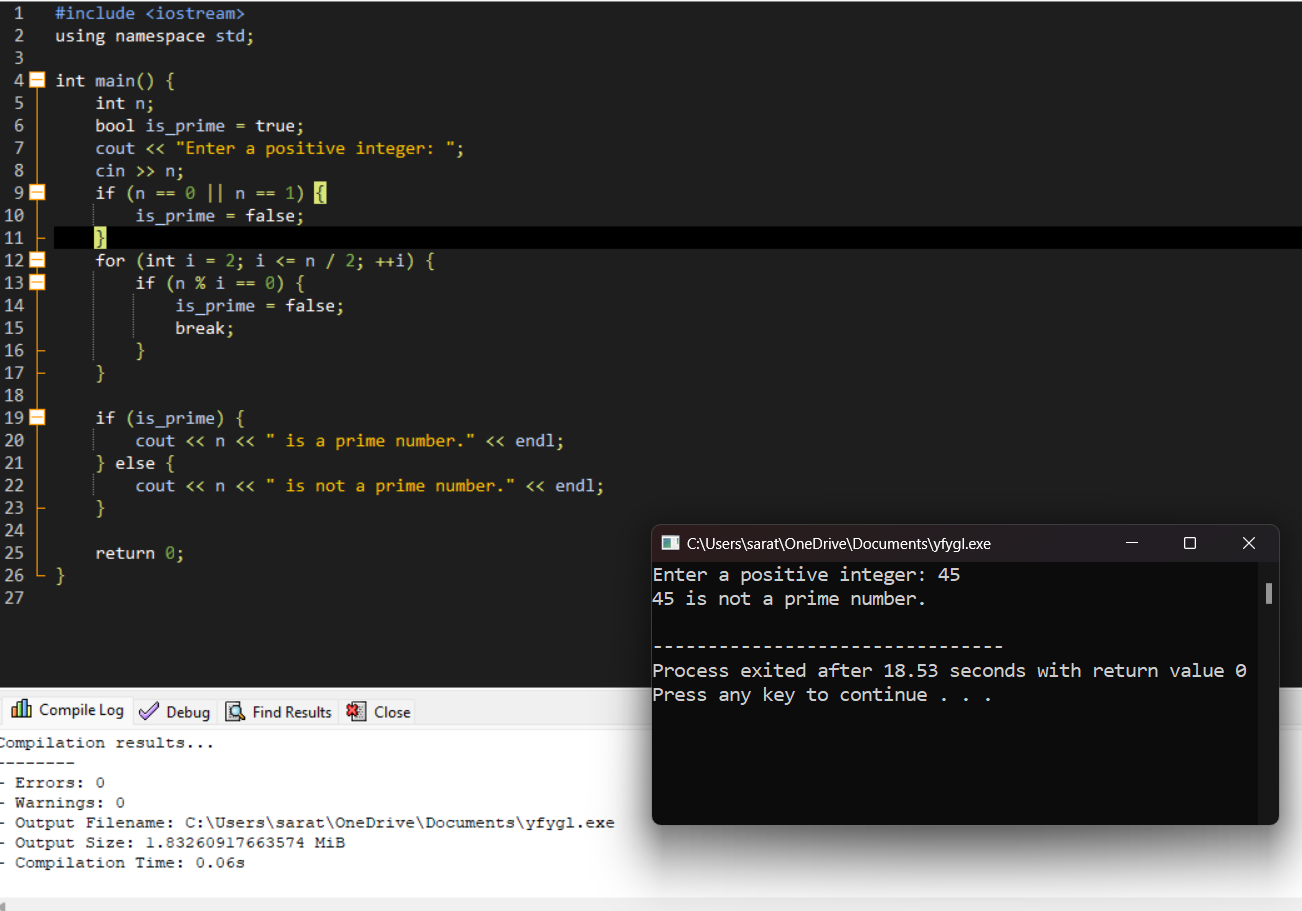 1 #include <iostream>
2 using namespace std;
3
4 int main() {
5     int n;
6     bool is_prime = true;
7     cout << "Enter a positive integer: ";
8     cin >> n;
9     if (n == 0 || n == 1) {
10         is_prime = false;
11     }
12     for (int i = 2; i <= n / 2; ++i) {
13         if (n % i == 0) {
14             is_prime = false;
15             break;
16         }
17     }
18
19     if (is_prime) {
20         cout << n << " is a prime number." << endl;
21     } else {
22         cout << n << " is not a prime number." << endl;
23     }
24
25     return 0;
26 }
27
C:\Users\sarat\OneDrive\Documents\yfygl.exe
Enter a positive integer: 45
45 is not a prime number.
--------------------------------
Process exited after 18.53 seconds with return value 0
Press any key to continue . . .
Compile Log Debug Find Results Close
Compilation results...
--------
- Errors: 0
- Warnings: 0
- Output Filename: C:\Users\sarat\OneDrive\Documents\yfygl.exe
- Output Size: 1.83260917663574 MiB
- Compilation Time: 0.06s